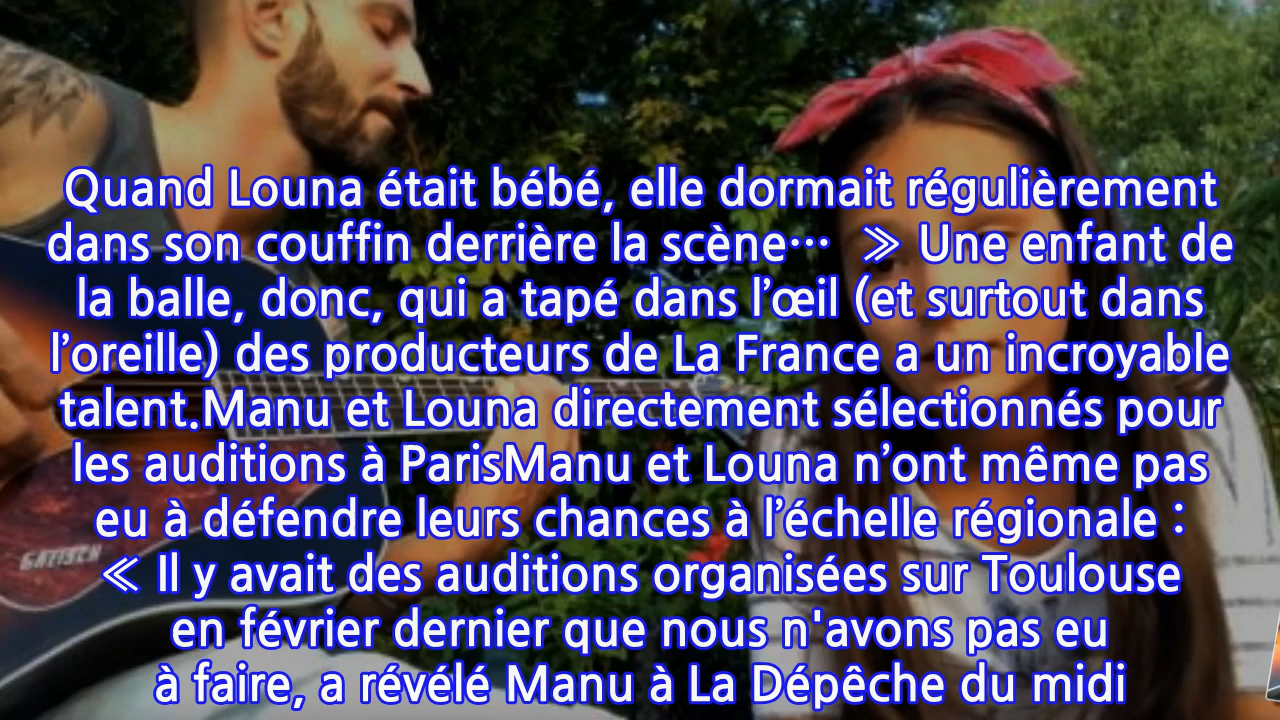 Quand Louna était bébé, elle dormait régulièrement
dans son couffin derrière la scène… » Une enfant de
la balle, donc, qui a tapé dans l’œil (et surtout dans
l’oreille) des producteurs de La France a un incroyable
talent.Manu et Louna directement sélectionnés pour
les auditions à ParisManu et Louna n’ont même pas
eu à défendre leurs chances à l’échelle régionale :
« Il y avait des auditions organisées sur Toulouse
en février dernier que nous n'avons pas eu
à faire, a révélé Manu à La Dépêche du midi